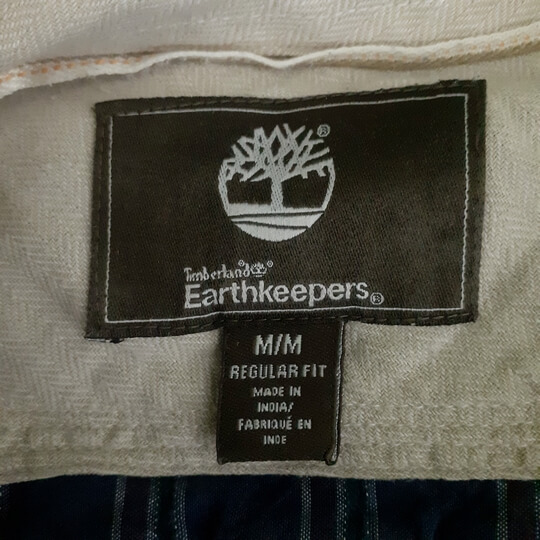 ®
Timberland®
Earthkeepers®
M/M
REGULAR FIT
MADE IN
INDIA/
FABRIQUÉ EN
INDE